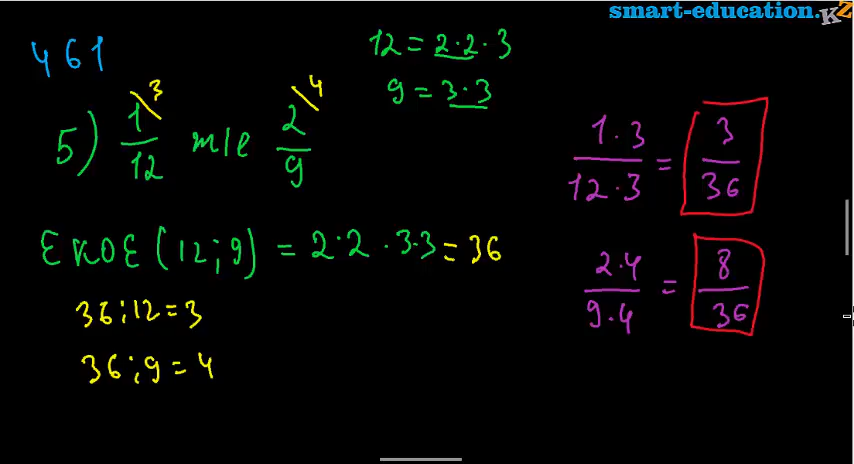 smart-education.kz
461
12 = 2·2·3
9 = 3·3
5) 1/12 м/е 2/9
3
4
1·3/12·3 = 3/36
ЕКОЕ(12;9) = 2·2·3·3 = 36
2·4/9·4 = 8/36
36:12=3
36:9=4